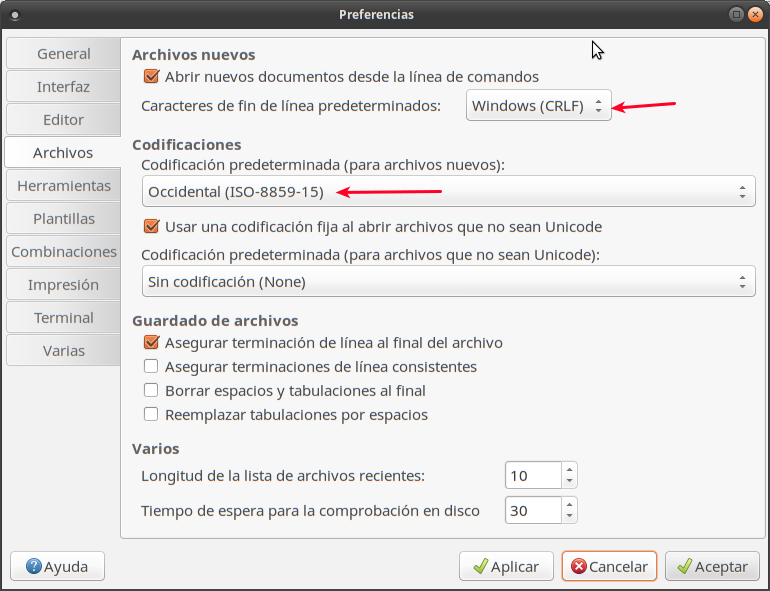 Preferencias
General
Interfaz
Editor
Archivos
Herramientas
Plantillas
Combinaciones
Impresión
Terminal
Varias
Archivos nuevos
Abrir nuevos documentos desde la línea de comandos
Caracteres de fin de línea predeterminados: Windows (CRLF)
Codificaciones
Codificación predeterminada (para archivos nuevos):
Occidental (ISO-8859-15)
Usar una codificación fija al abrir archivos que no sean Unicode
Codificación predeterminada (para archivos que no sean Unicode):
Sin codificación (None)
Guardado de archivos
Asegurar terminación de línea al final del archivo
Asegurar terminaciones de línea consistentes
Borrar espacios y tabulaciones al final
Reemplazar tabulaciones por espacios
Varios
Longitud de la lista de archivos recientes: 10
Tiempo de espera para la comprobación en disco 30
Ayuda Aplicar Cancelar Aceptar